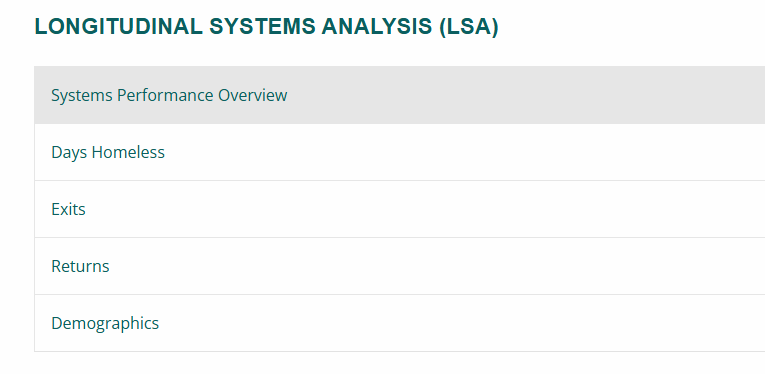 LONGITUDINAL SYSTEMS ANALYSIS (LSA)
Systems Performance Overview
Days Homeless
Exits
Returns
Demographics